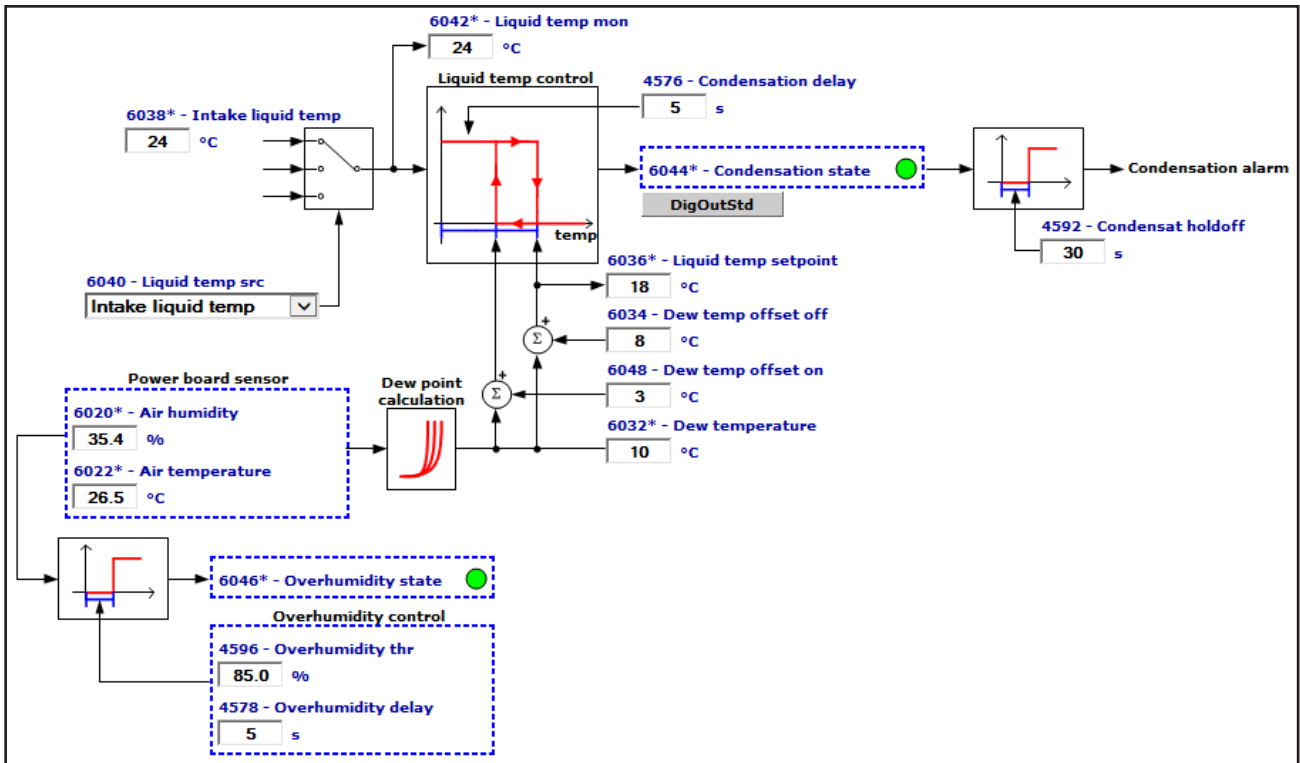 6042* - Liquid temp mon
24 °C
Liquid temp control
4576 - Condensation delay
5 s
6038* - Intake liquid temp
24 °C
6044* - Condensation state
DigOutStd
Condensation alarm
temp
4592 - Condensat holdoff
30 s
6036* - Liquid temp setpoint
18 °C
6040 - Liquid temp src
Intake liquid temp
6034 - Dew temp offset off
+
Σ
8 °C
Power board sensor
Dew point
calculation
6048 - Dew temp offset on
+
Σ
3 °C
6020* - Air humidity
35.4 %
6032* - Dew temperature
10 °C
6022* - Air temperature
26.5 °C
6046* - Overhumidity state
Overhumidity control
4596 - Overhumidity thr
85.0 %
4578 - Overhumidity delay
5 s